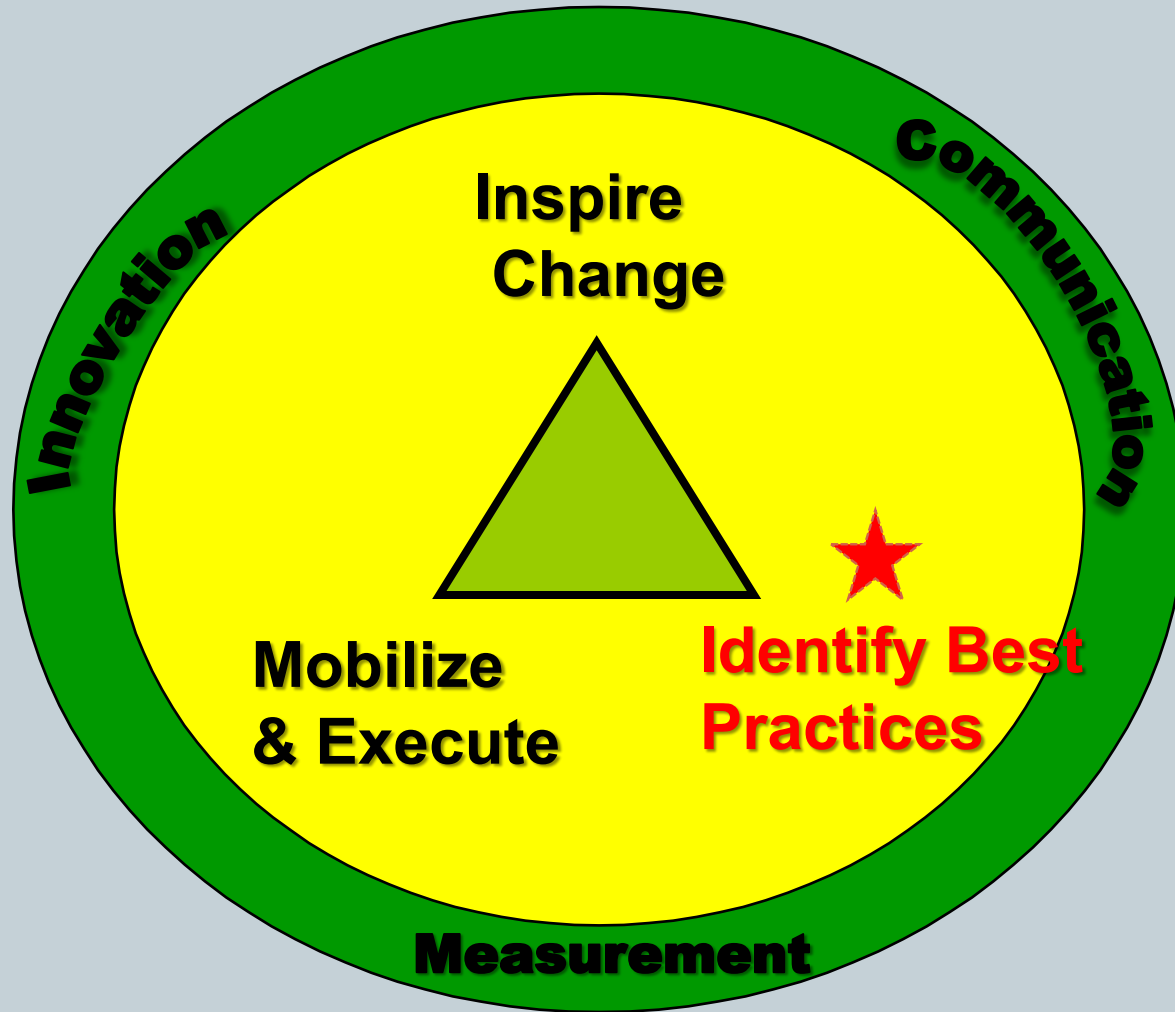 Innovation
Communication
Inspire
Change
Mobilize
& Execute
Identify Best
Practices
Measurement